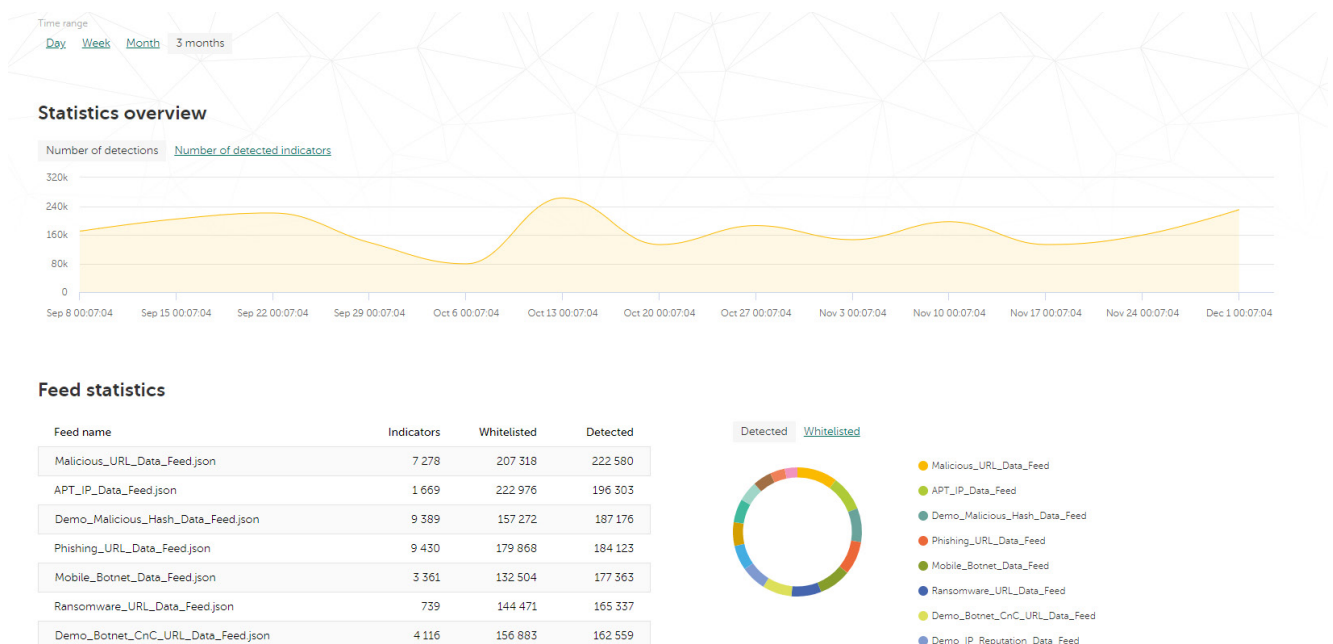 Time range
Day Week Month 3 months
Statistics overview
Number of detections Number of detected indicators
320k
240k
160k
80k
0
Sep 8 00:07:04 Sep 15 00:07:04 Sep 22 00:07:04 Sep 29 00:07:04 Oct 6 00:07:04 Oct 13 00:07:04 Oct 20 00:07:04 Oct 27 00:07:04 Nov 3 00:07:04 Nov 10 00:07:04 Nov 17 00:07:04 Nov 24 00:07:04 Dec 1 00:07:04
Feed statistics
Feed name Indicators Whitelisted Detected
Malicious_URL_Data_Feed.json 7 278 207 318 222 580
APT_IP_Data_Feed.json 1 669 222 976 196 303
Demo_Malicious_Hash_Data_Feed.json 9 389 157 272 187 176
Phishing_URL_Data_Feed.json 9 430 179 868 184 123
Mobile_Botnet_Data_Feed.json 3 361 132 504 177 363
Ransomware_URL_Data_Feed.json 739 144 471 165 337
Demo_Botnet_CnC_URL_Data_Feed.json 4 116 156 883 162 559
Detected Whitelisted
Malicious_URL_Data_Feed
APT_IP_Data_Feed
Demo_Malicious_Hash_Data_Feed
Phishing_URL_Data_Feed
Mobile_Botnet_Data_Feed
Ransomware_URL_Data_Feed
Demo_Botnet_CnC_URL_Data_Feed
Demo_IP_Reputation_Data_Feed